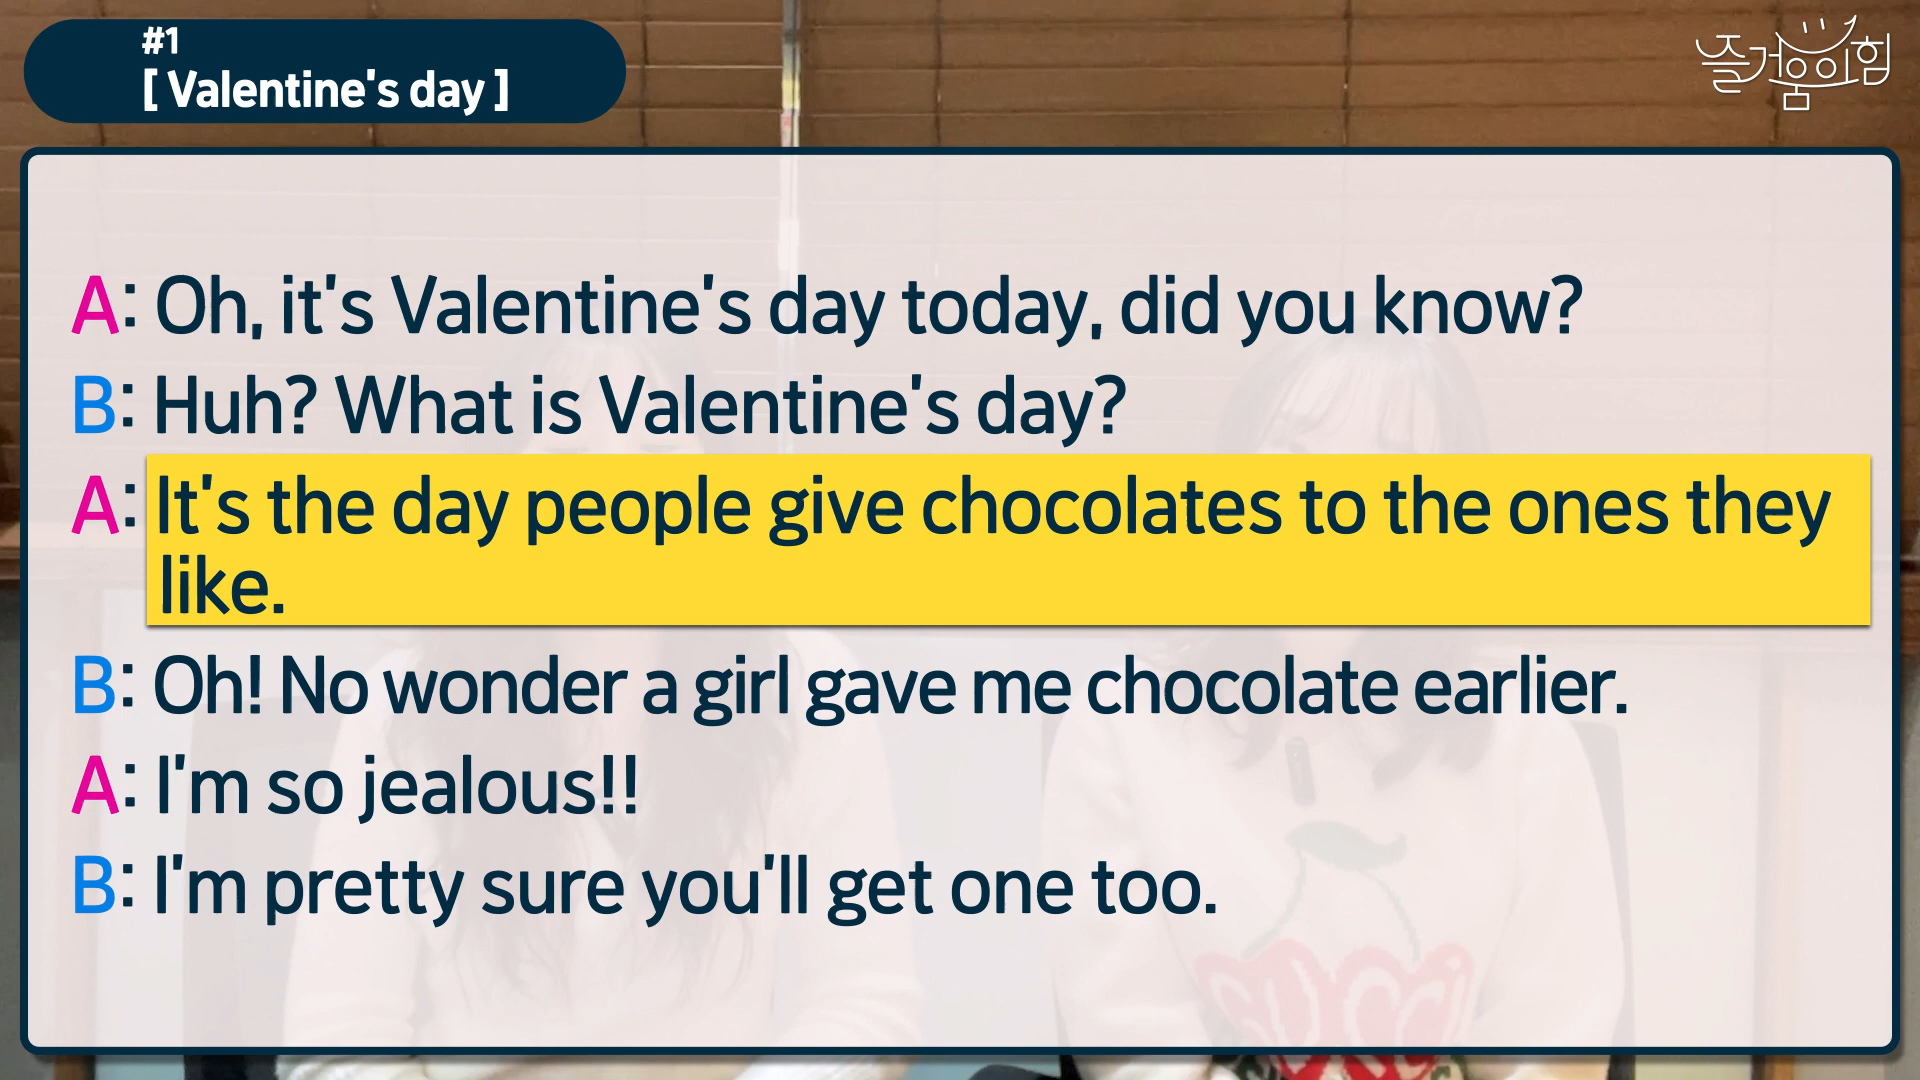 #1
[ Valentine's day ]
즐거움의힘
A: Oh, it's Valentine's day today, did you know?
B: Huh? What is Valentine's day?
A: It's the day people give chocolates to the ones they
like.
B: Oh! No wonder a girl gave me chocolate earlier.
A: I'm so jealous!!
B: I'm pretty sure you'll get one too.